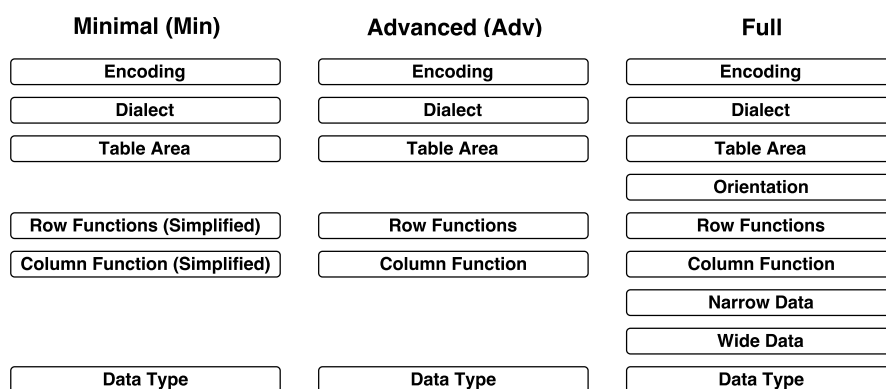 Minimal (Min) Advanced (Adv) Full
Encoding Encoding Encoding
Dialect Dialect Dialect
Table Area Table Area Table Area
Orientation
Row Functions (Simplified) Row Functions Row Functions
Column Function (Simplified) Column Function Column Function
Narrow Data
Wide Data
Data Type Data Type Data Type